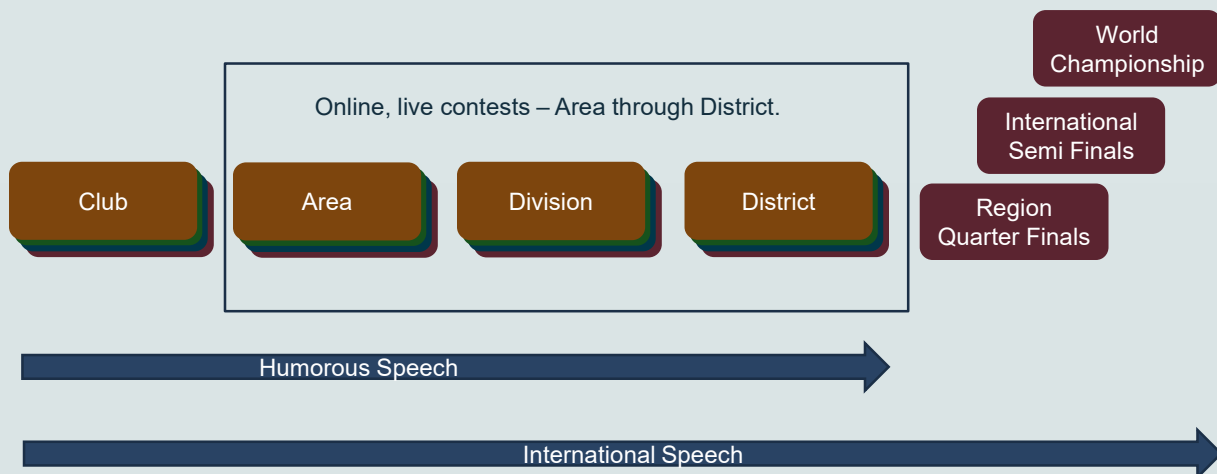 World
Championship
Online, live contests – Area through District.
International
Semi Finals
Club
Area
Division
District
Region
Quarter Finals
Humorous Speech
International Speech